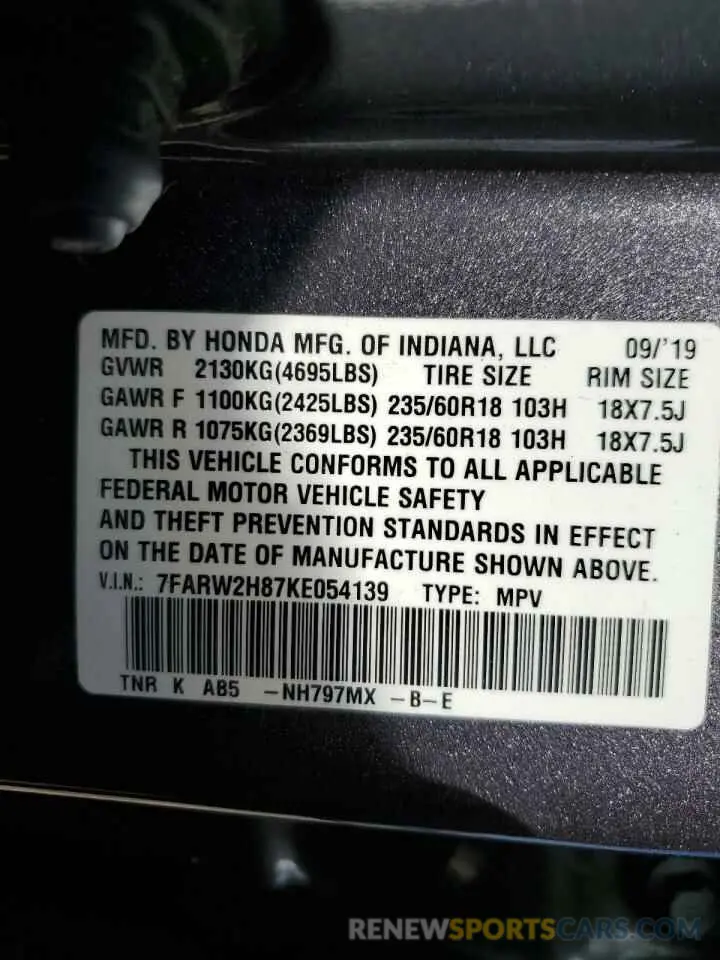 MFD. BY HONDA MFG. OF INDIANA, LLC 09/'19
GVWR 2130KG(4695LBS) TIRE SIZE RIM SIZE
GAWR F 1100KG(2425LBS) 235/60R18 103H 18X7.5J
GAWR R 1075KG(2369LBS) 235/60R18 103H 18X7.5J
THIS VEHICLE CONFORMS TO ALL APPLICABLE
FEDERAL MOTOR VEHICLE SAFETY
AND THEFT PREVENTION STANDARDS IN EFFECT
ON THE DATE OF MANUFACTURE SHOWN ABOVE.
V.I.N.: 7FARW2H87KE054139 TYPE: MPV
TNR K AB5 -NH797MX -B-E
RENEWSPORTSCARS.COM